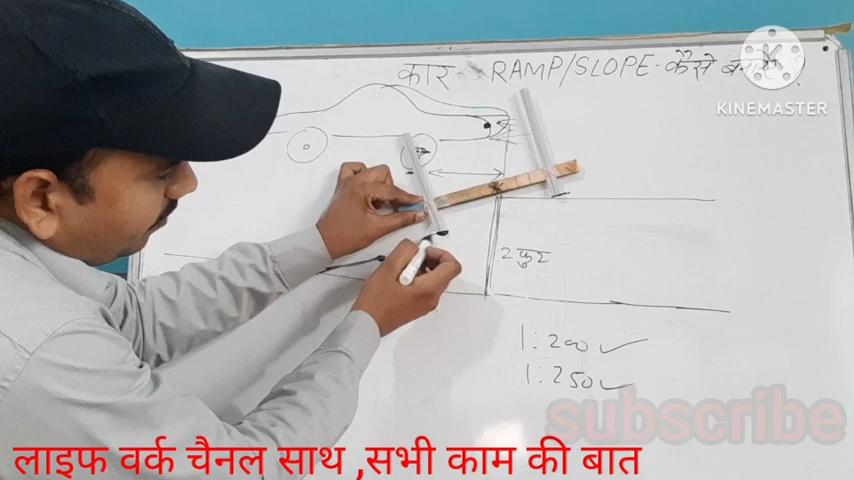 कार RAMP/SLOPE - कैसे
KINEMASTER
2 फुट
1:200 ✓
1:250 ✓
subscribe
लाइफ वर्क चैनल साथ ,सभी काम की बात